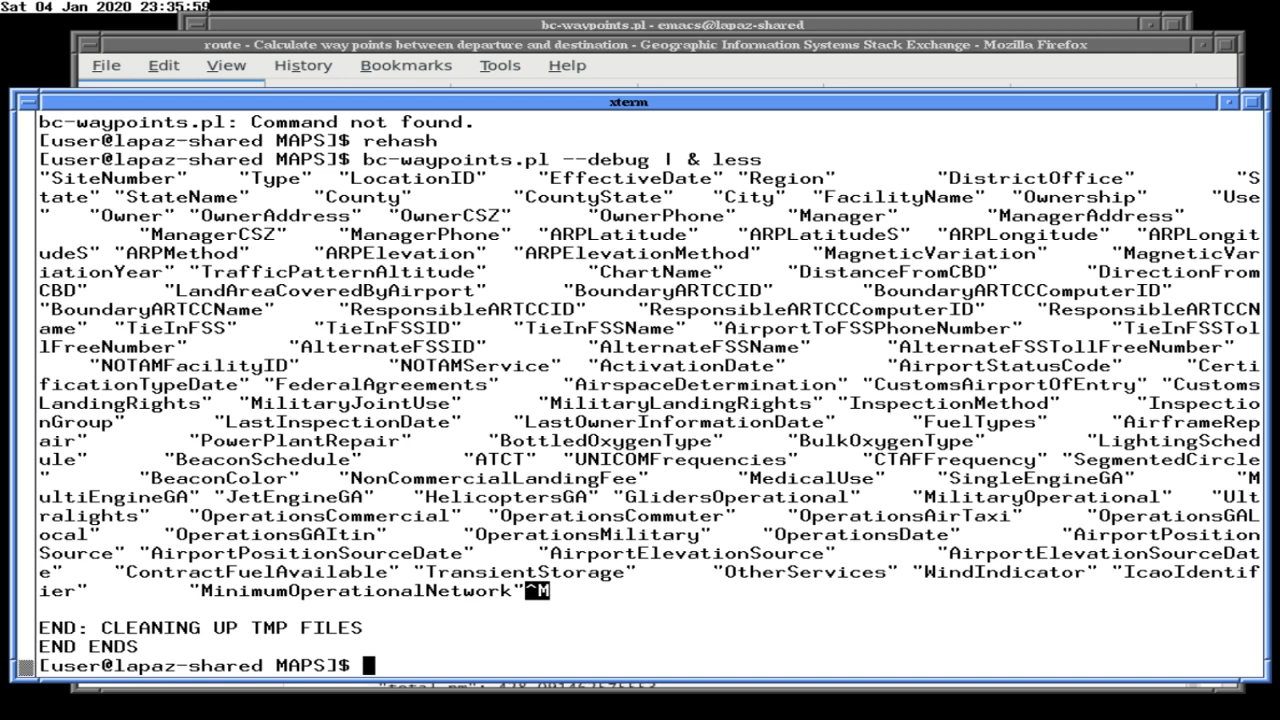 Sat 04 Jan 2020 23:35:59
bc-waypoints.pl - emacs@lapaz-shared
route - Calculate way points between departure and destination - Geographic Information Systems Stack Exchange - Mozilla Firefox
File Edit View History Bookmarks Tools Help
xterm
bc-waypoints.pl: Command not found.
[user@lapaz-shared MAPS]$ rehash
[user@lapaz-shared MAPS]$ bc-waypoints.pl --debug | & less
"SiteNumber" "Type" "LocationID" "EffectiveDate" "Region" "DistrictOffice" "S
tate" "StateName" "County" "CountyState" "City" "FacilityName" "Ownership" "Use
" "Owner" "OwnerAddress" "OwnerCSZ" "OwnerPhone" "Manager" "ManagerAddress"
"ManagerCSZ" "ManagerPhone" "ARPLatitude" "ARPLatitudeS" "ARPLongitude" "ARPLongit
udeS" "ARPMethod" "ARPElevation" "ARPElevationMethod" "MagneticVariation" "MagneticVar
iationYear" "TrafficPatternAltitude" "ChartName" "DistanceFromCBD" "DirectionFrom
CBD" "LandAreaCoveredByAirport" "BoundaryARTCCID" "BoundaryARTCCComputerID"
"BoundaryARTCCName" "ResponsibleARTCCID" "ResponsibleARTCCComputerID" "ResponsibleARTCCN
ame" "TieInFSS" "TieInFSSID" "TieInFSSName" "AirportToFSSPhoneNumber" "TieInFSSTol
lFreeNumber" "AlternateFSSID" "AlternateFSSName" "AlternateFSSTollFreeNumber"
"NOTAMFacilityID" "NOTAMService" "ActivationDate" "AirportStatusCode" "Certi
ficationTypeDate" "FederalAgreements" "AirspaceDetermination" "CustomsAirportOfEntry" "Customs
LandingRights" "MilitaryJointUse" "MilitaryLandingRights" "InspectionMethod" "Inspectio
nGroup" "LastInspectionDate" "LastOwnerInformationDate" "FuelTypes" "AirframeRep
air" "PowerPlantRepair" "BottledOxygenType" "BulkOxygenType" "LightingSched
ule" "BeaconSchedule" "ATCT" "UNICOMFrequencies" "CTAFFrequency" "SegmentedCircle
" "BeaconColor" "NonCommercialLandingFee" "MedicalUse" "SingleEngineGA" "M
ultiEngineGA" "JetEngineGA" "HelicoptersGA" "GlidersOperational" "MilitaryOperational" "Ult
ralights" "OperationsCommercial" "OperationsCommuter" "OperationsAirTaxi" "OperationsGAL
ocal" "OperationsGAItin" "OperationsMilitary" "OperationsDate" "AirportPosition
Source" "AirportPositionSourceDate" "AirportElevationSource" "AirportElevationSourceDat
e" "ContractFuelAvailable" "TransientStorage" "OtherServices" "WindIndicator" "IcaoIdentif
ier" "MinimumOperationalNetwork"^M
END: CLEANING UP TMP FILES
END ENDS
[user@lapaz-shared MAPS]$